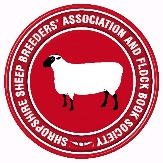 SHROPSHIRE SHEEP BREEDERS' ASSOCIATION AND FLOCK BOOK SOCIETY